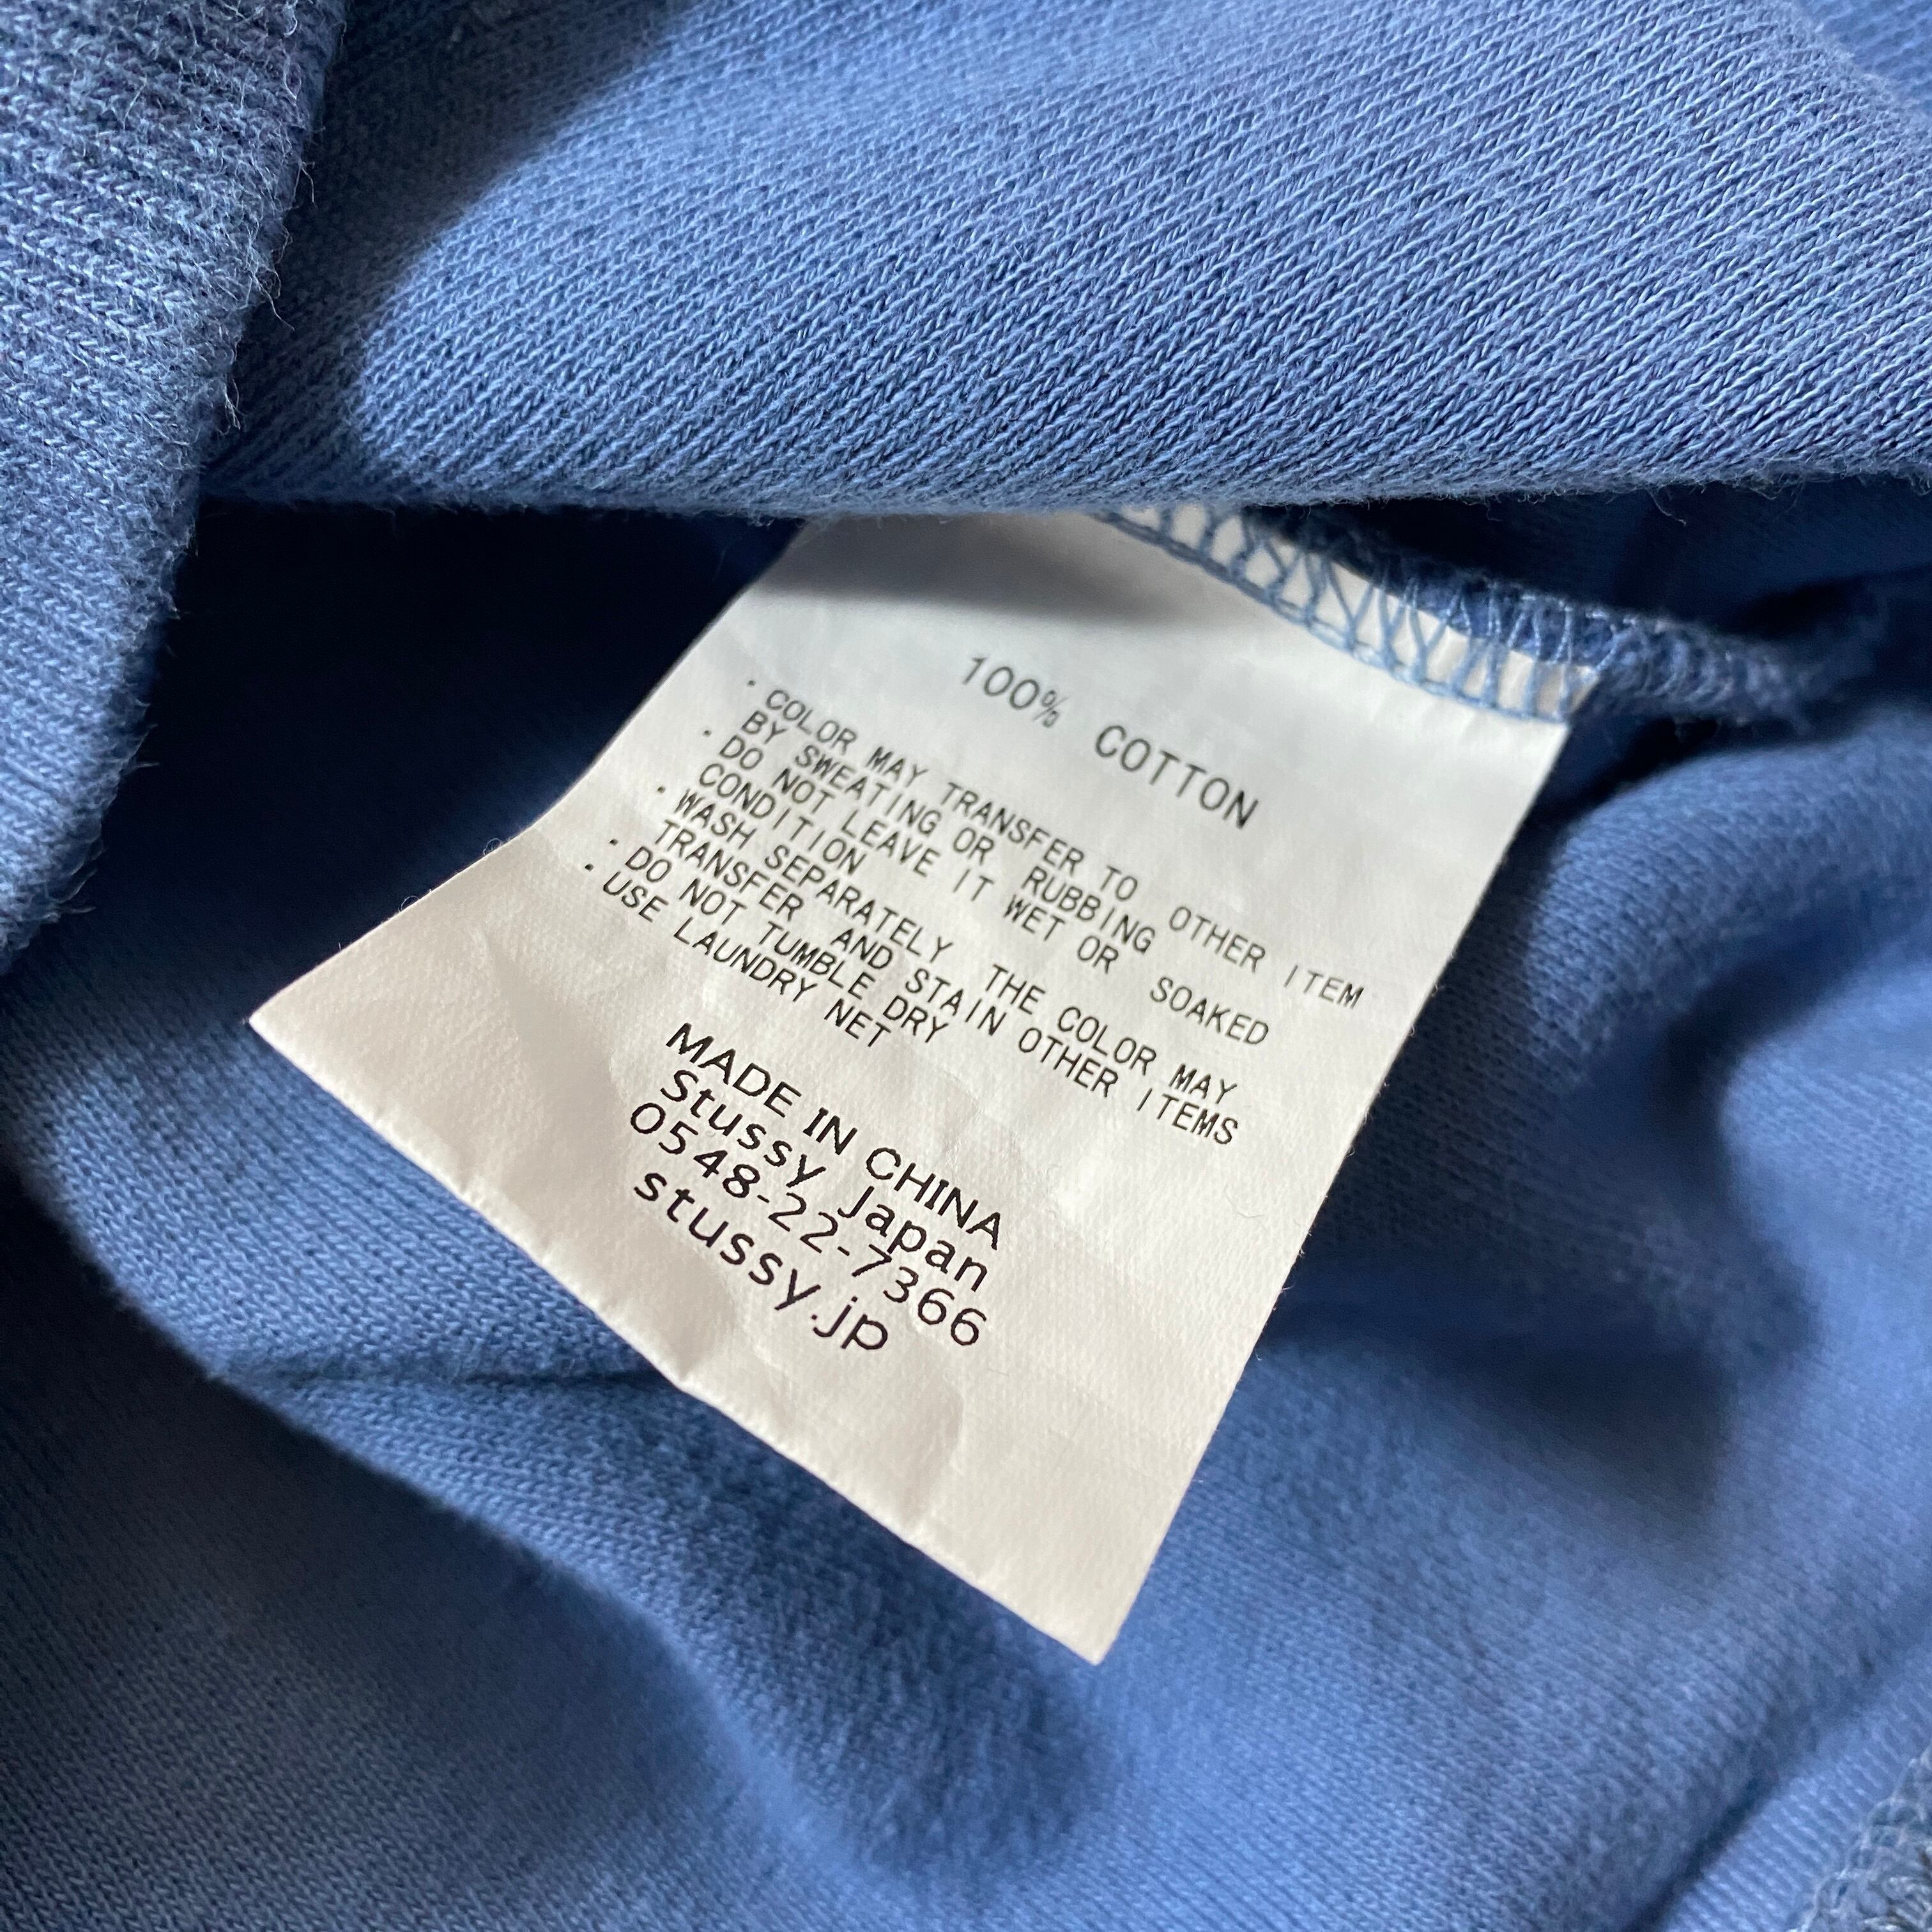 100% COTTON
・COLOR MAY TRANSFER TO OTHER ITEM
BY SWEATING OR RUBBING
・DO NOT LEAVE IT WET OR SOAKED
CONDITION
・WASH SEPARATELY THE COLOR MAY
TRANSFER AND STAIN OTHER ITEMS
・DO NOT TUMBLE DRY
・USE LAUNDRY NET
MADE IN CHINA
Stussy Japan
0548-22-7366
stussy.jp